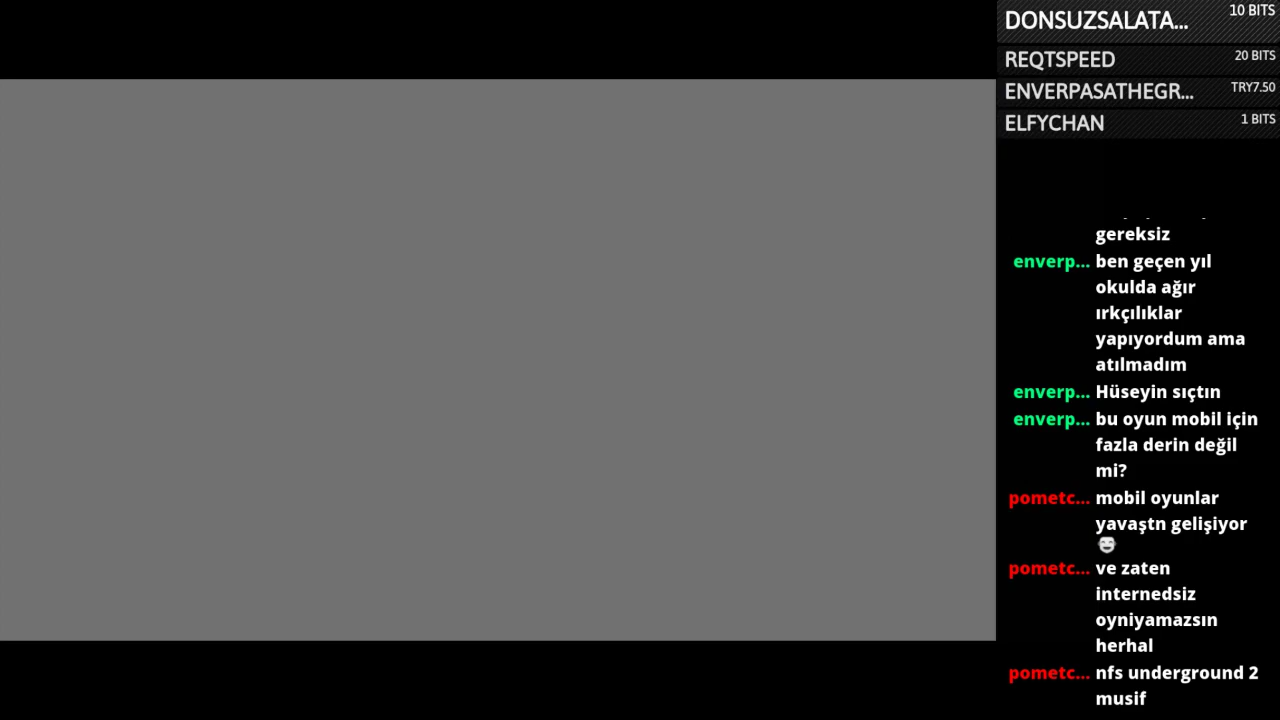 DONSUZSALATA... 10 BITS
REQTSPEED 20 BITS
ENVERPASATHEGR... TRY7.50
ELFYCHAN 1 BITS
gereksiz
enverp... ben geçen yıl
okulda ağır
ırkçılıklar
yapıyordum ama
atılmadım
enverp... Hüseyin sıçtın
enverp... bu oyun mobil için
fazla derin değil
mi?
pometc... mobil oyunlar
yavaştn gelişiyor
pometc... ve zaten
internedsiz
oyniyamazsın
herhal
pometc... nfs underground 2
musif